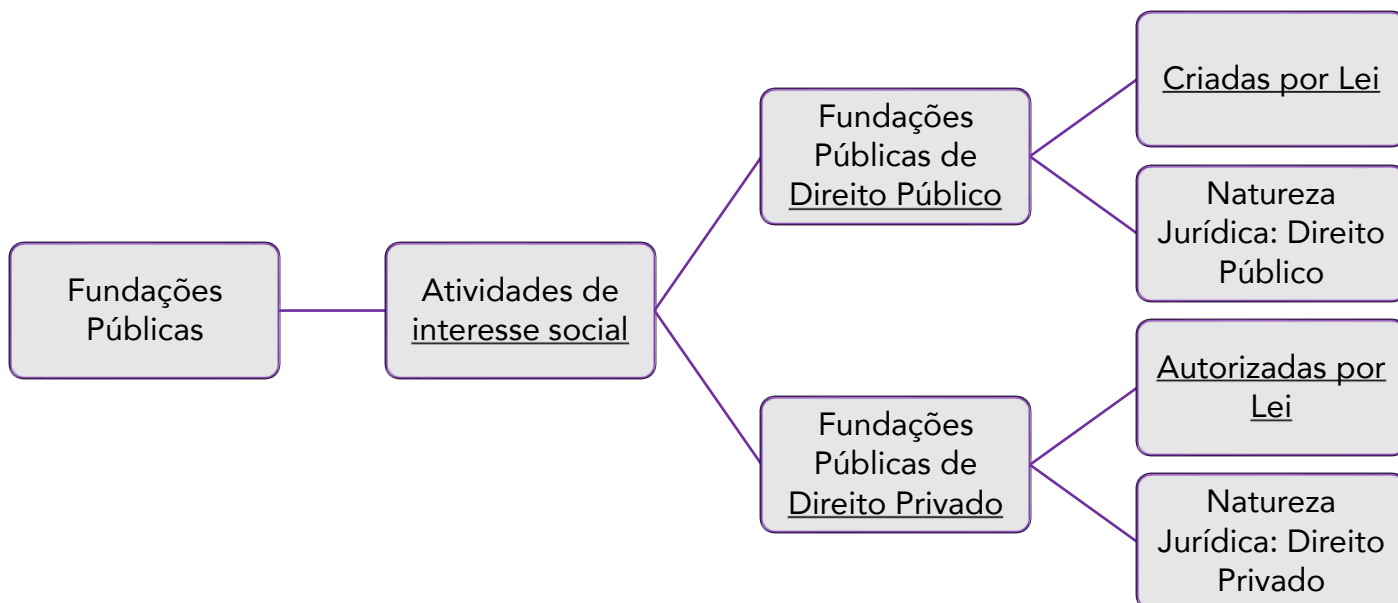 Fundações
Públicas
Atividades de
interesse social
Fundações
Públicas de
Direito Público
Criadas por Lei
Natureza
Jurídica: Direito
Público
Fundações
Públicas de
Direito Privado
Autorizadas por
Lei
Natureza
Jurídica: Direito
Privado